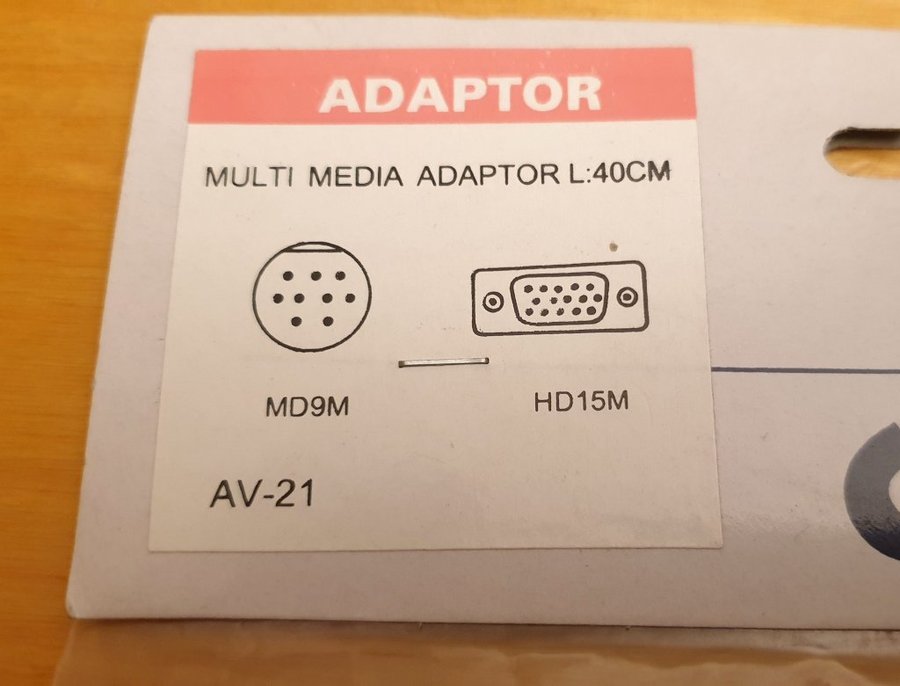 ADAPTOR
MULTI MEDIA ADAPTOR L:40CM
MD9M
HD15M
AV-21